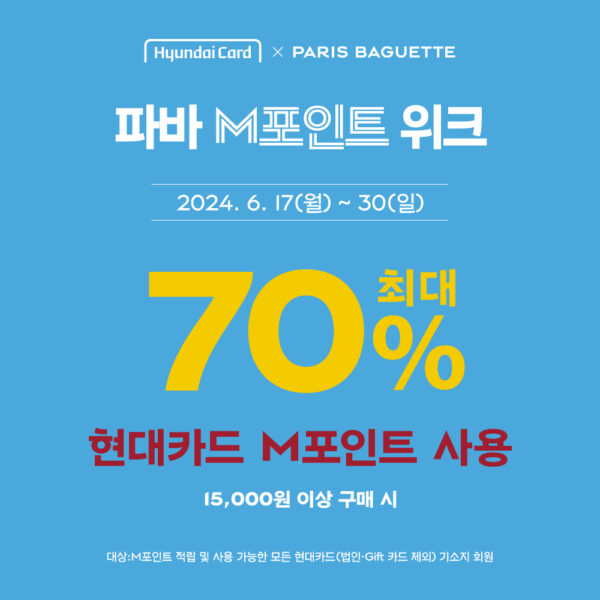 Hyundai Card × PARIS BAGUETTE
파바 M포인트 위크
2024. 6. 17(월) ~ 30(일)
70% 최대
현대카드 M포인트 사용
15,000원 이상 구매 시
대상:M포인트 적립 및 사용 가능한 모든 현대카드(법인·Gift 카드 제외) 기소지 회원